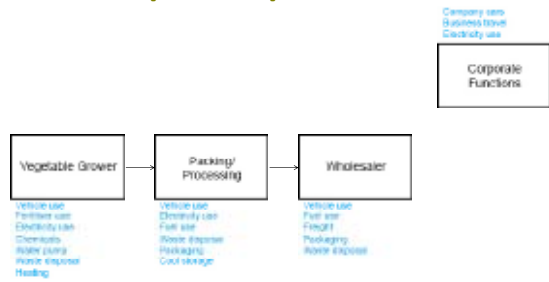 Company cars
Business travel
Electricity use
Corporate
Functions
Vegetable Grower
Packing/
Processing
Wholesaler
Vehicle use
Fertiliser use
Electricity use
Chemicals
Water pump
Waste disposal
Heating
Vehicle use
Electricity use
Fuel use
Waste disposal
Packaging
Cool storage
Vehicle use
Fuel use
Freight
Packaging
Waste disposal